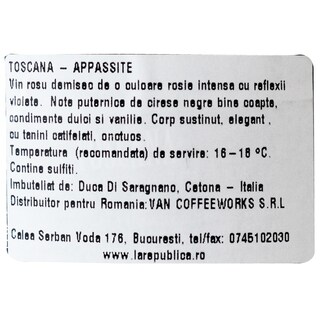 TOSCANA - APPASSITE
Vin rosu demisec de o culoare rosie intensa cu reflexii
violete. Note puternice de cirese negre bine coapte,
condimente dulci si vanilie. Corp sustinut, elegant ,
cu tanini catifelati, onctuos.
Temperatura (recomandata) de servire: 16-18 ºC.
Contine sulfiti.
Imbuteliat de: Duca Di Saragnano, Cetona - Italia
Distribuitor pentru Romania:VAN COFFEEWORKS S.R.L
Calea Serban Voda 176, Bucuresti, tel/fax: 0745102030
www.larepublica.ro